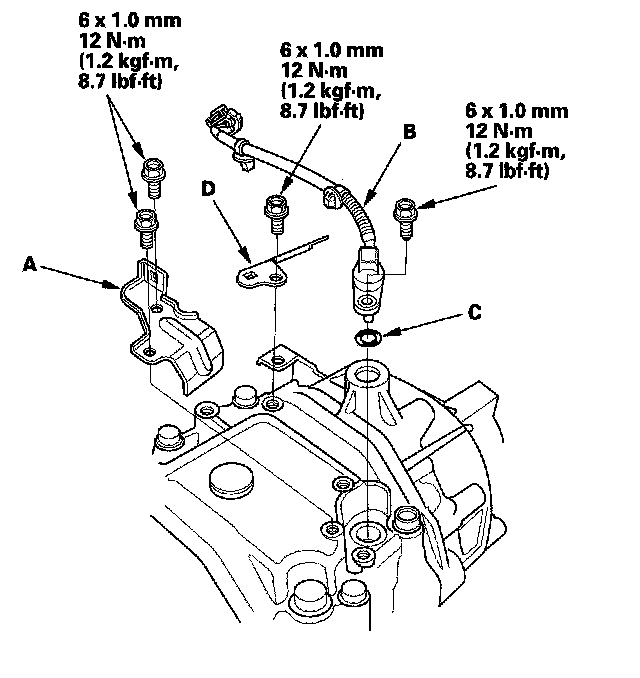 6 x 1.0 mm
12 N·m
(1.2 kgf·m,
8.7 lbf·ft)
6 x 1.0 mm
12 N·m
(1.2 kgf·m,
8.7 lbf·ft)
6 x 1.0 mm
12 N·m
(1.2 kgf·m,
8.7 lbf·ft)
B
D
A
C